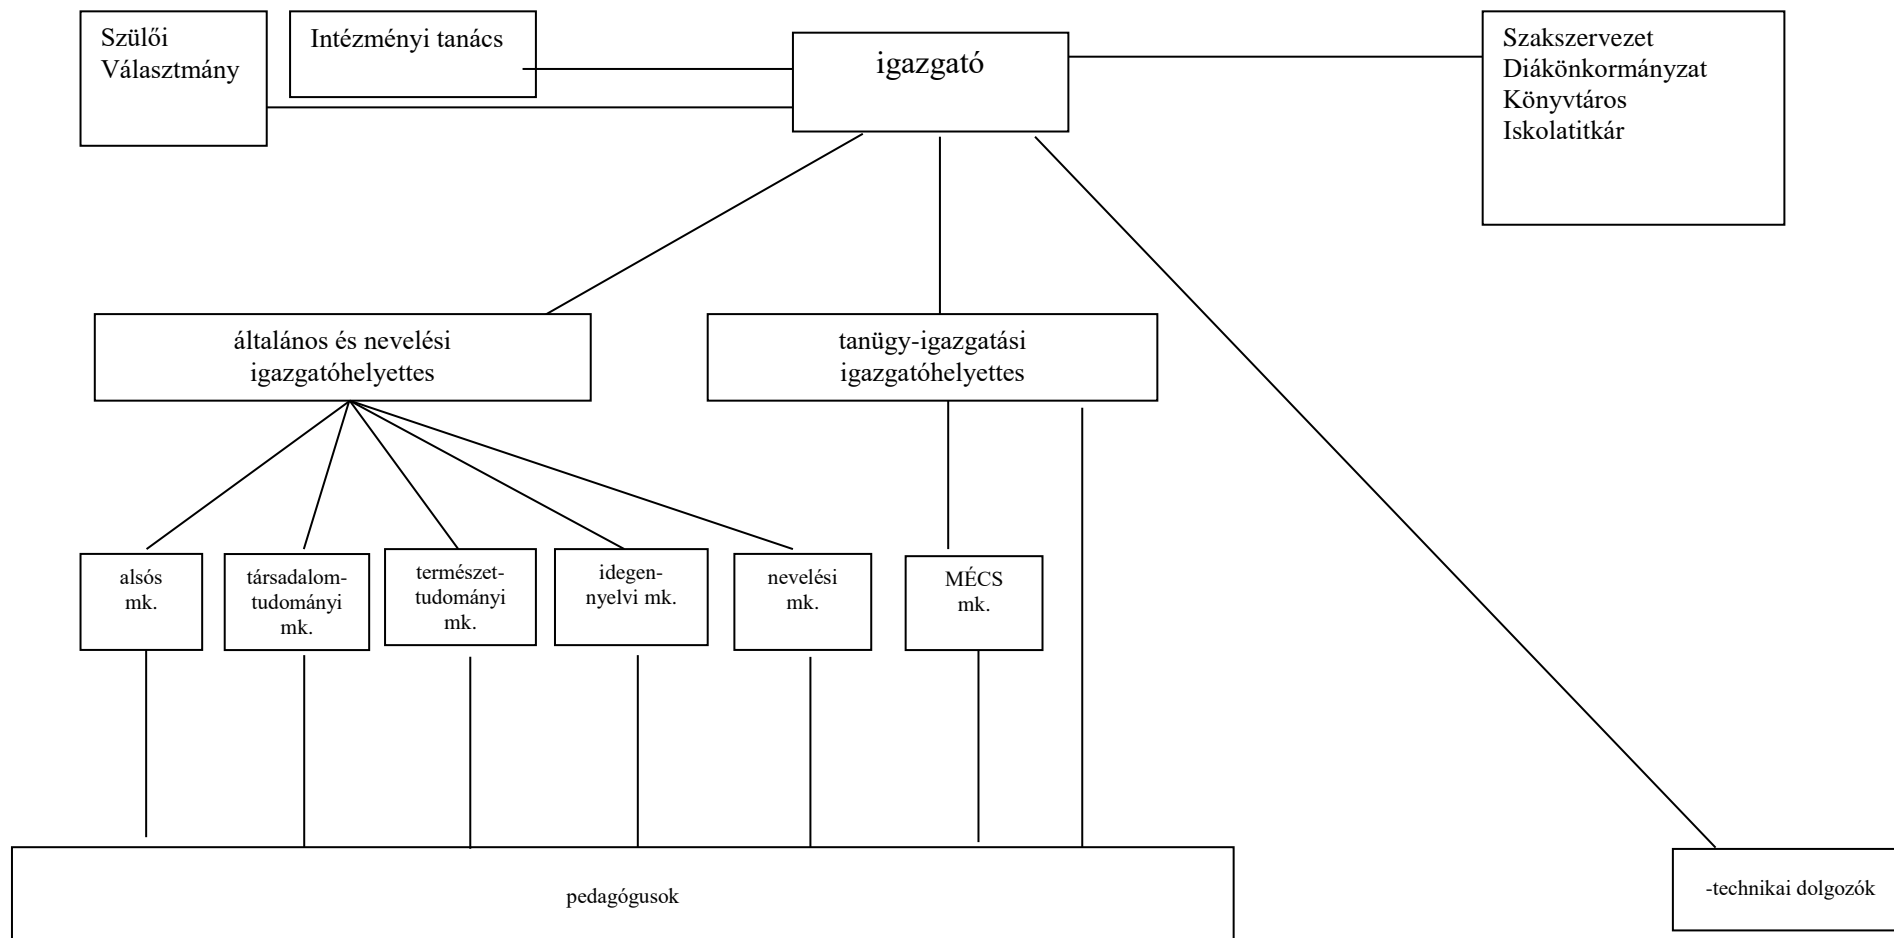 Szülői
Választmány
Intézményi tanács
igazgató
Szakszervezet
Diákönkormányzat
Könyvtáros
Iskolatitkár
általános és nevelési
igazgatóhelyettes
tanügy-igazgatási
igazgatóhelyettes
alsós
mk.
társadalom-
tudományi
mk.
természet-
tudományi
mk.
idegen-
nyelvi mk.
nevelési
mk.
MÉCS
mk.
pedagógusok
-technikai dolgozók